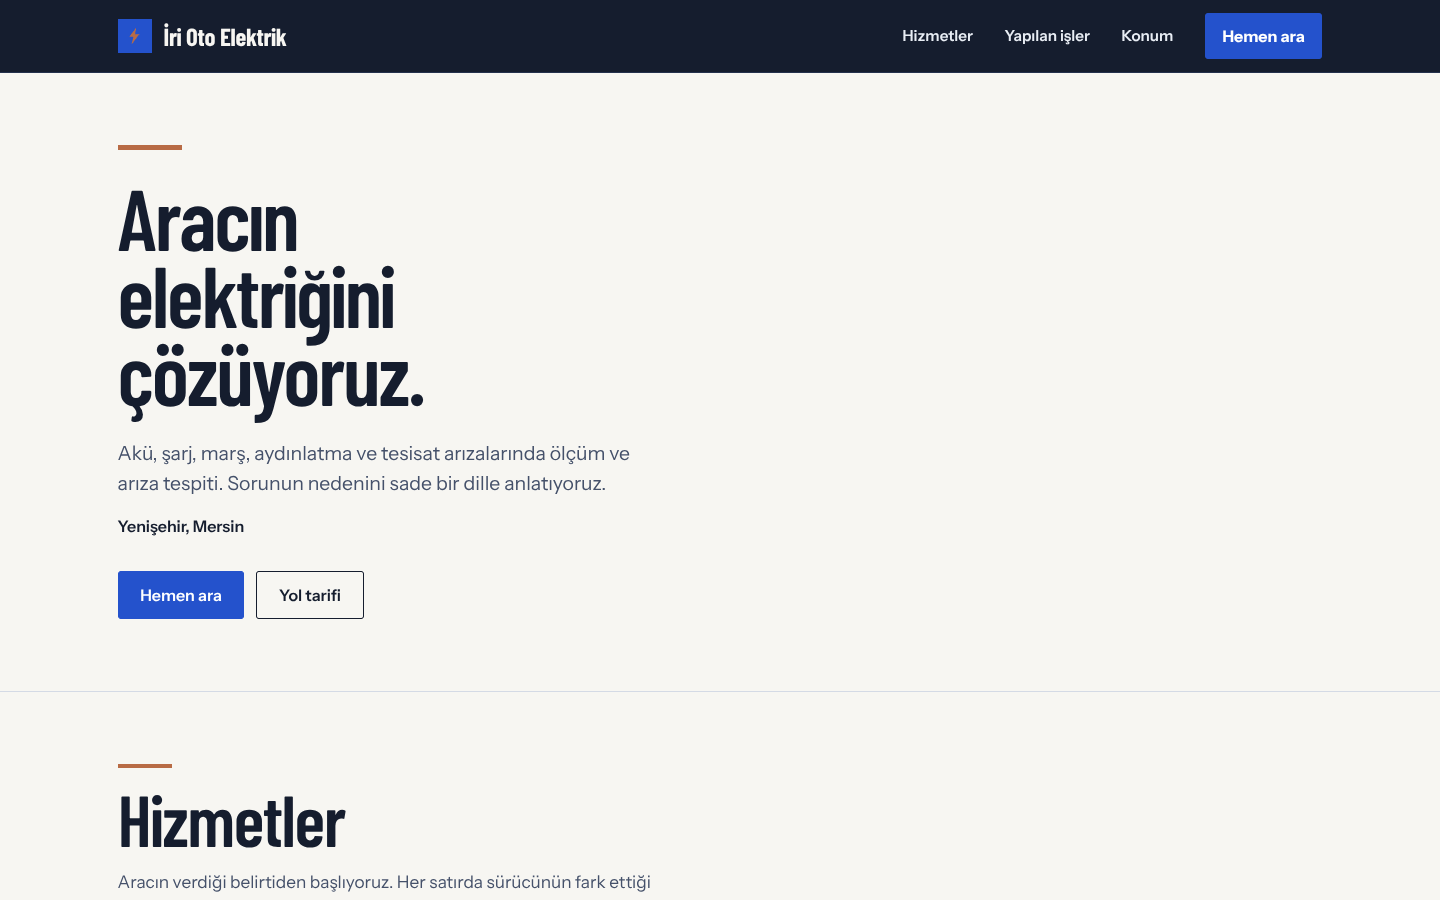 İri Oto Elektrik
Hizmetler
Yapılan işler
Konum
Hemen ara
Aracın
elektriğini
çözüyoruz.
Akü, şarj, marş, aydınlatma ve tesisat arızalarında ölçüm ve
arıza tespiti. Sorunun nedenini sade bir dille anlatıyoruz.
Yenişehir, Mersin
Hemen ara
Yol tarifi
Hizmetler
Aracın verdiği belirtiden başlıyoruz. Her satırda sürücünün fark ettiği